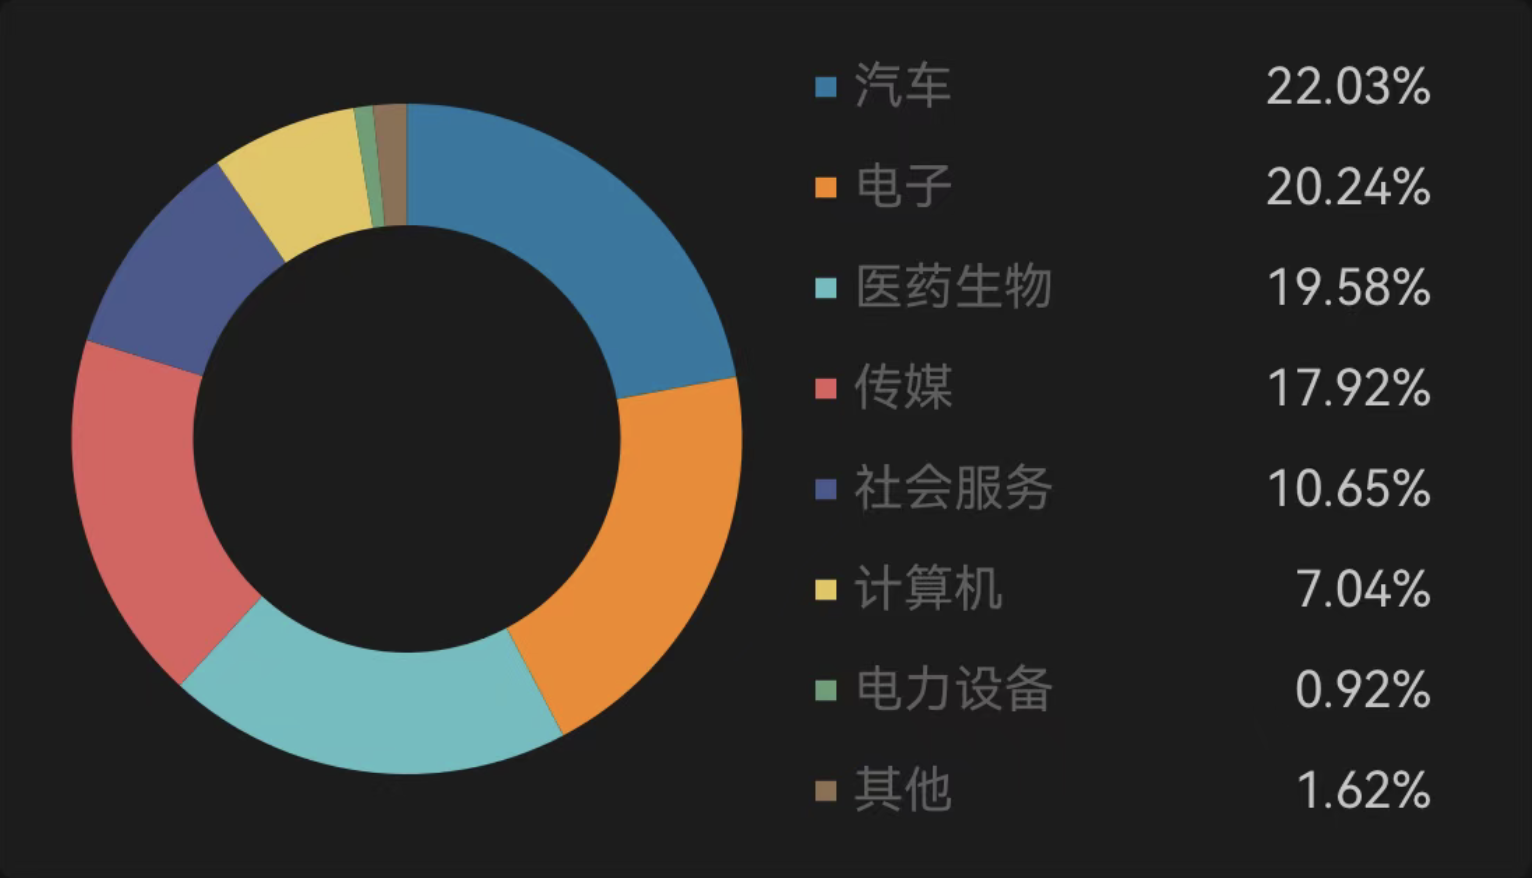 汽车 22.03%
电子 20.24%
医药生物 19.58%
传媒 17.92%
社会服务 10.65%
计算机 7.04%
电力设备 0.92%
其他 1.62%